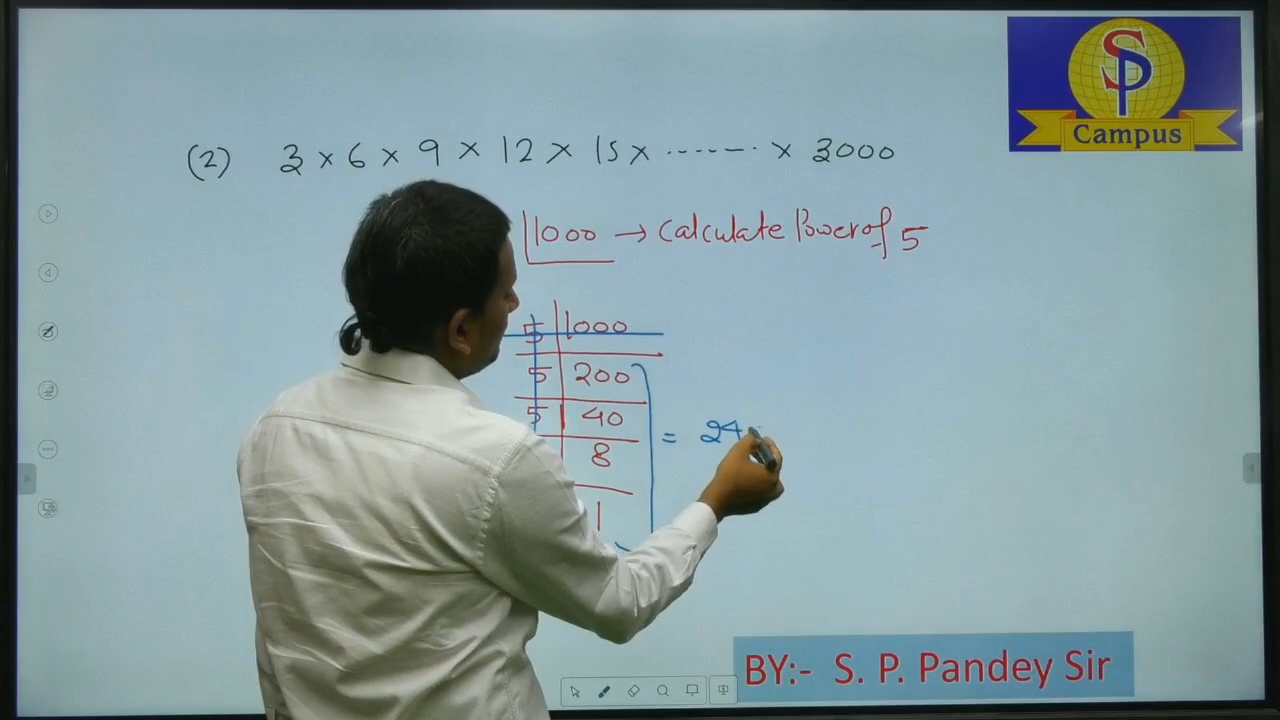 SP
Campus
(2) 3 × 6 × 9 × 12 × 15 × ....... × 3000
1000 → Calculate Power of 5
5 1000
5 200
5 40
8
1
= 24
BY:- S. P. Pandey Sir